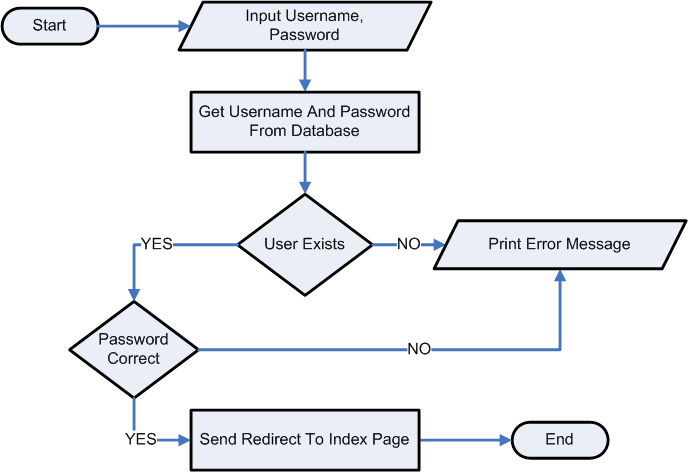 Start
Input Username,
Password
Get Username And Password
From Database
User Exists
YES
NO
Print Error Message
Password
Correct
NO
YES
Send Redirect To Index Page
End